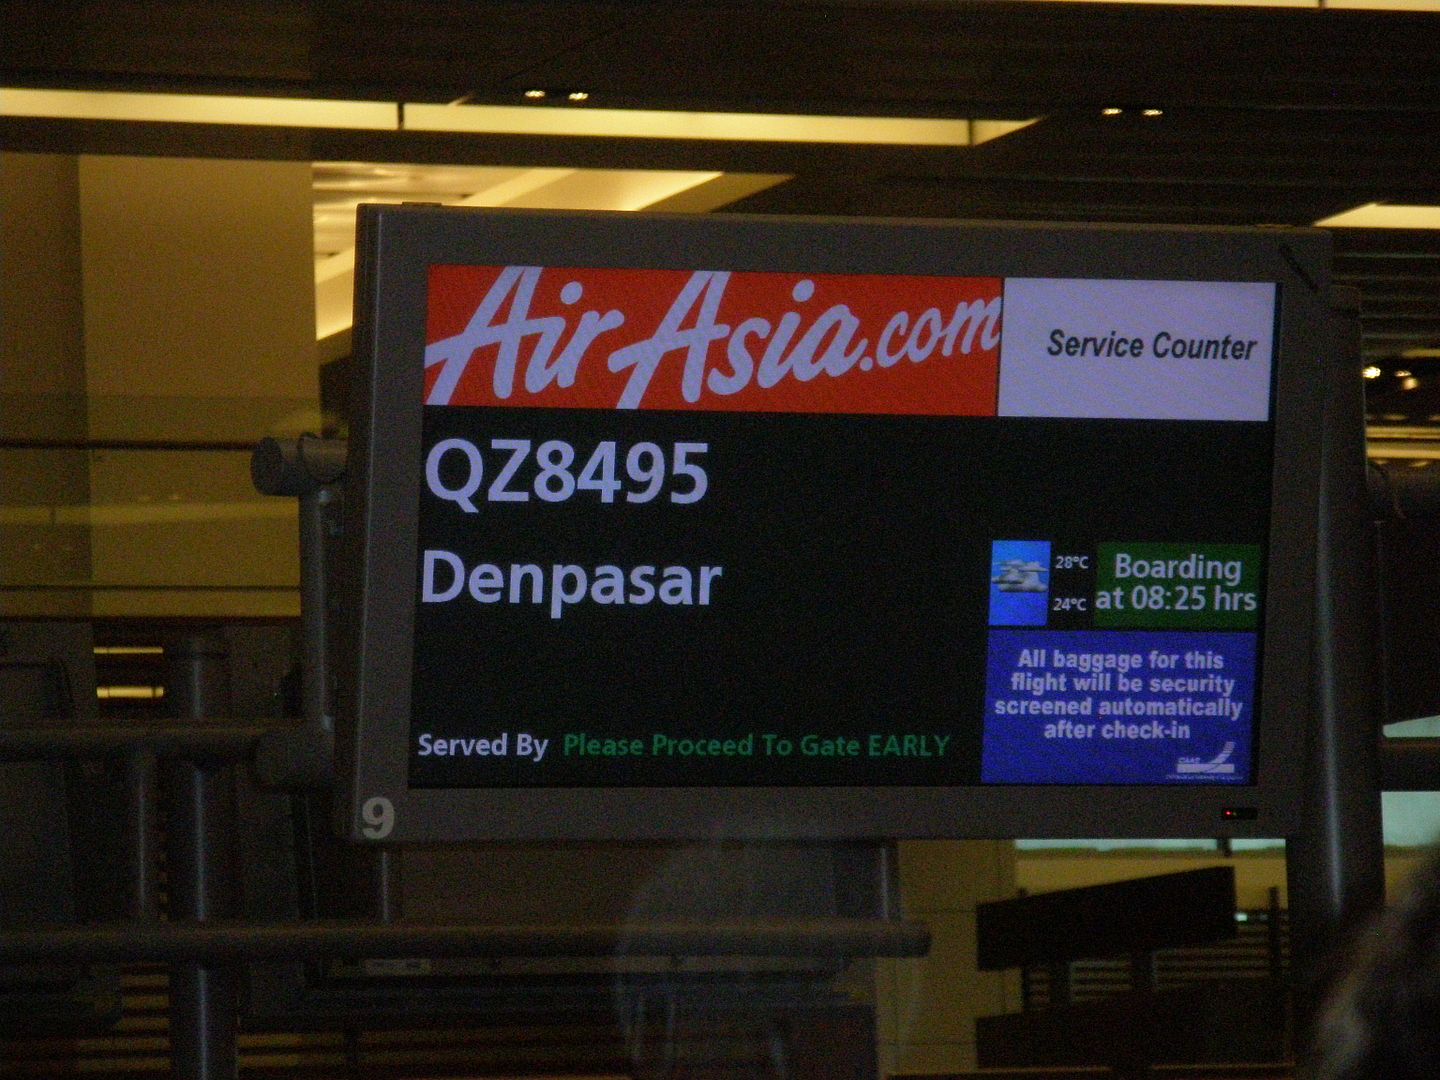 AirAsia.com
Service Counter
QZ8495
Denpasar
28°C
24°C
Boarding
at 08:25 hrs
All baggage for this
flight will be security
screened automatically
after check-in
CAAS
Served By Please Proceed To Gate EARLY
9